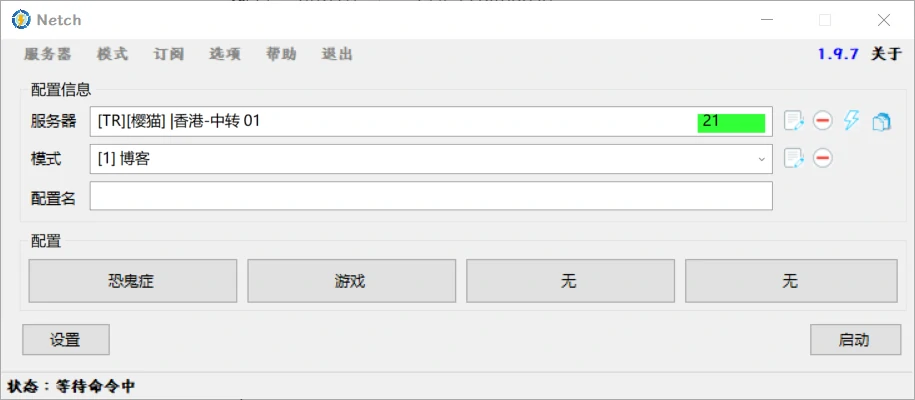 Netch
服务器 模式 订阅 选项 帮助 退出 1.9.7 关于
配置信息
服务器 [TR][樱猫] |香港-中转 01 21
模式 [1] 博客
配置名
配置
恐鬼症 游戏 无 无
设置 启动
状态：等待命令中